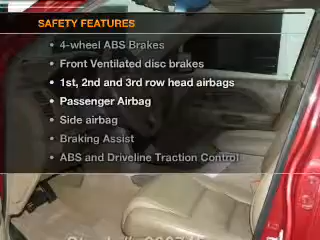 SAFETY FEATURES
4-wheel ABS Brakes
Front Ventilated disc brakes
1st, 2nd and 3rd row head airbags
Passenger Airbag
Side airbag
Braking Assist
ABS and Driveline Traction Control